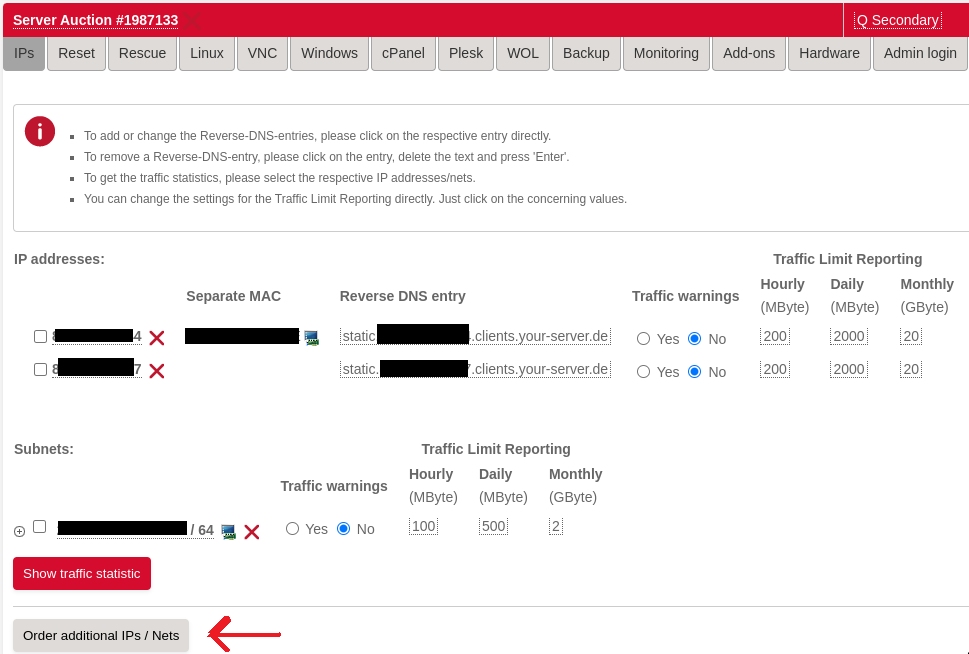 Server Auction #1987133
Q Secondary
IPs Reset Rescue Linux VNC Windows cPanel Plesk WOL Backup Monitoring Add-ons Hardware Admin login
To add or change the Reverse-DNS-entries, please click on the respective entry directly.
To remove a Reverse-DNS-entry, please click on the entry, delete the text and press 'Enter'.
To get the traffic statistics, please select the respective IP addresses/nets.
You can change the settings for the Traffic Limit Reporting directly. Just click on the concerning values.
IP addresses: Traffic Limit Reporting
Separate MAC Reverse DNS entry Traffic warnings Hourly (MByte) Daily (MByte) Monthly (GByte)
4 static. .clients.your-server.de Yes No 200 2000 20
8 7 static. .clients.your-server.de Yes No 200 2000 20
Subnets: Traffic Limit Reporting
Traffic warnings Hourly (MByte) Daily (MByte) Monthly (GByte)
/ 64 Yes No 100 500 2
Show traffic statistic
Order additional IPs / Nets